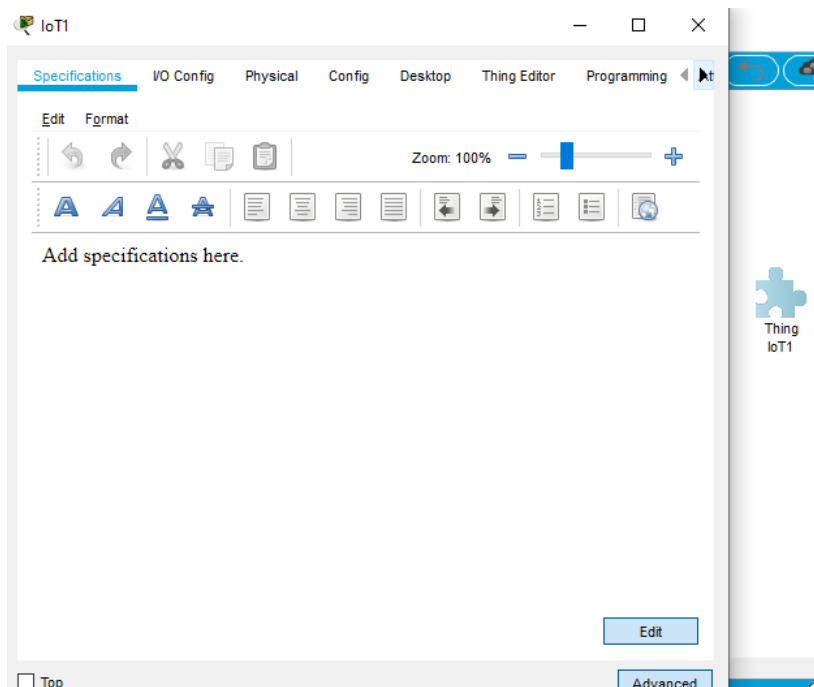 IoT1
Specifications I/O Config Physical Config Desktop Thing Editor Programming
Edit Format
Zoom: 100%
Add specifications here.
Thing
IoT1
Edit
Top
Advanced